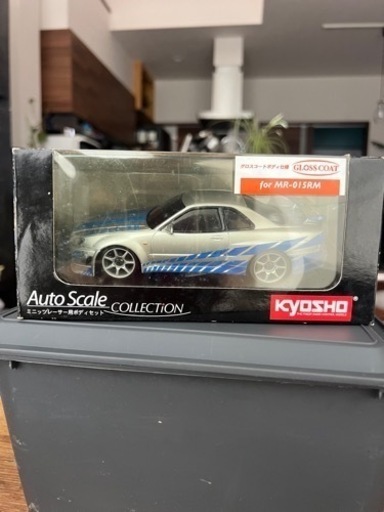 グロスコートボディ仕様 GLOSS COAT
for MR-015RM
Auto Scale COLLECTION
ミニッツレーサー用ボディセット
KYOSHO